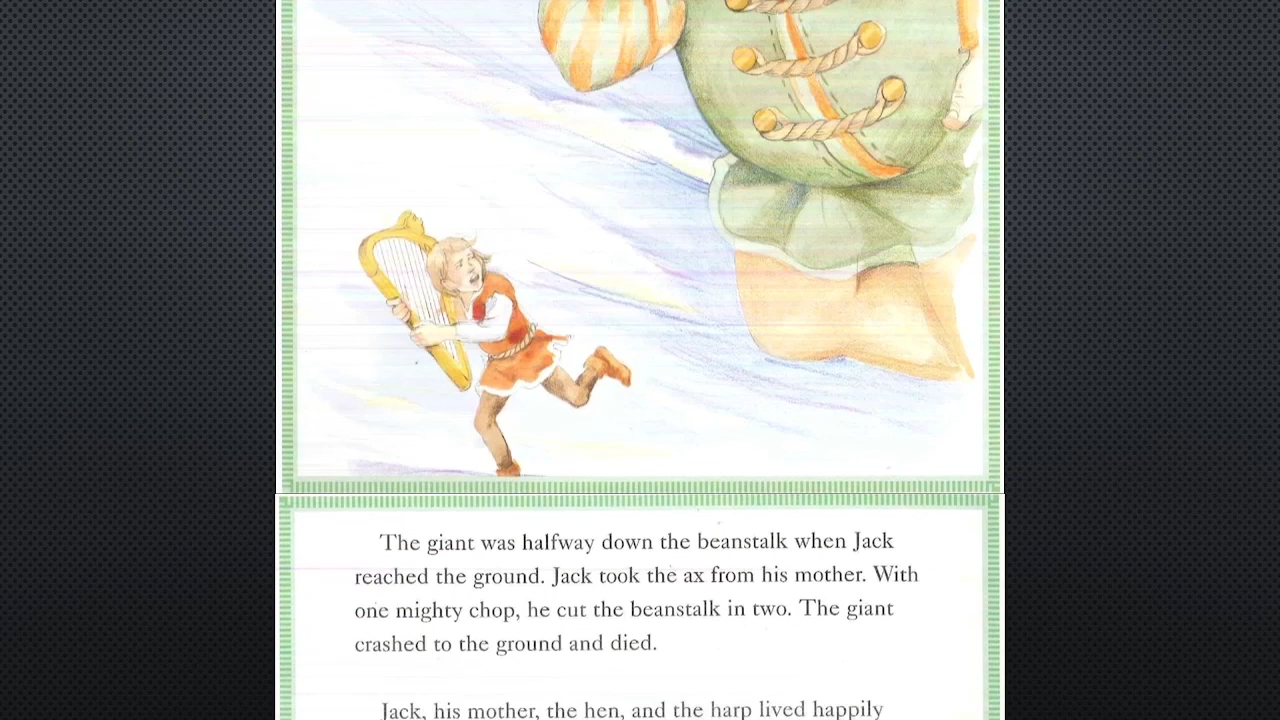 The giant was halfway down the beanstalk when Jack
reached the ground. Jack took the ax from his mother. With
one mighty chop, he cut the beanstalk in two. The giant
crashed to the ground and died.
Jack, his mother, the hen, and the harp lived happily